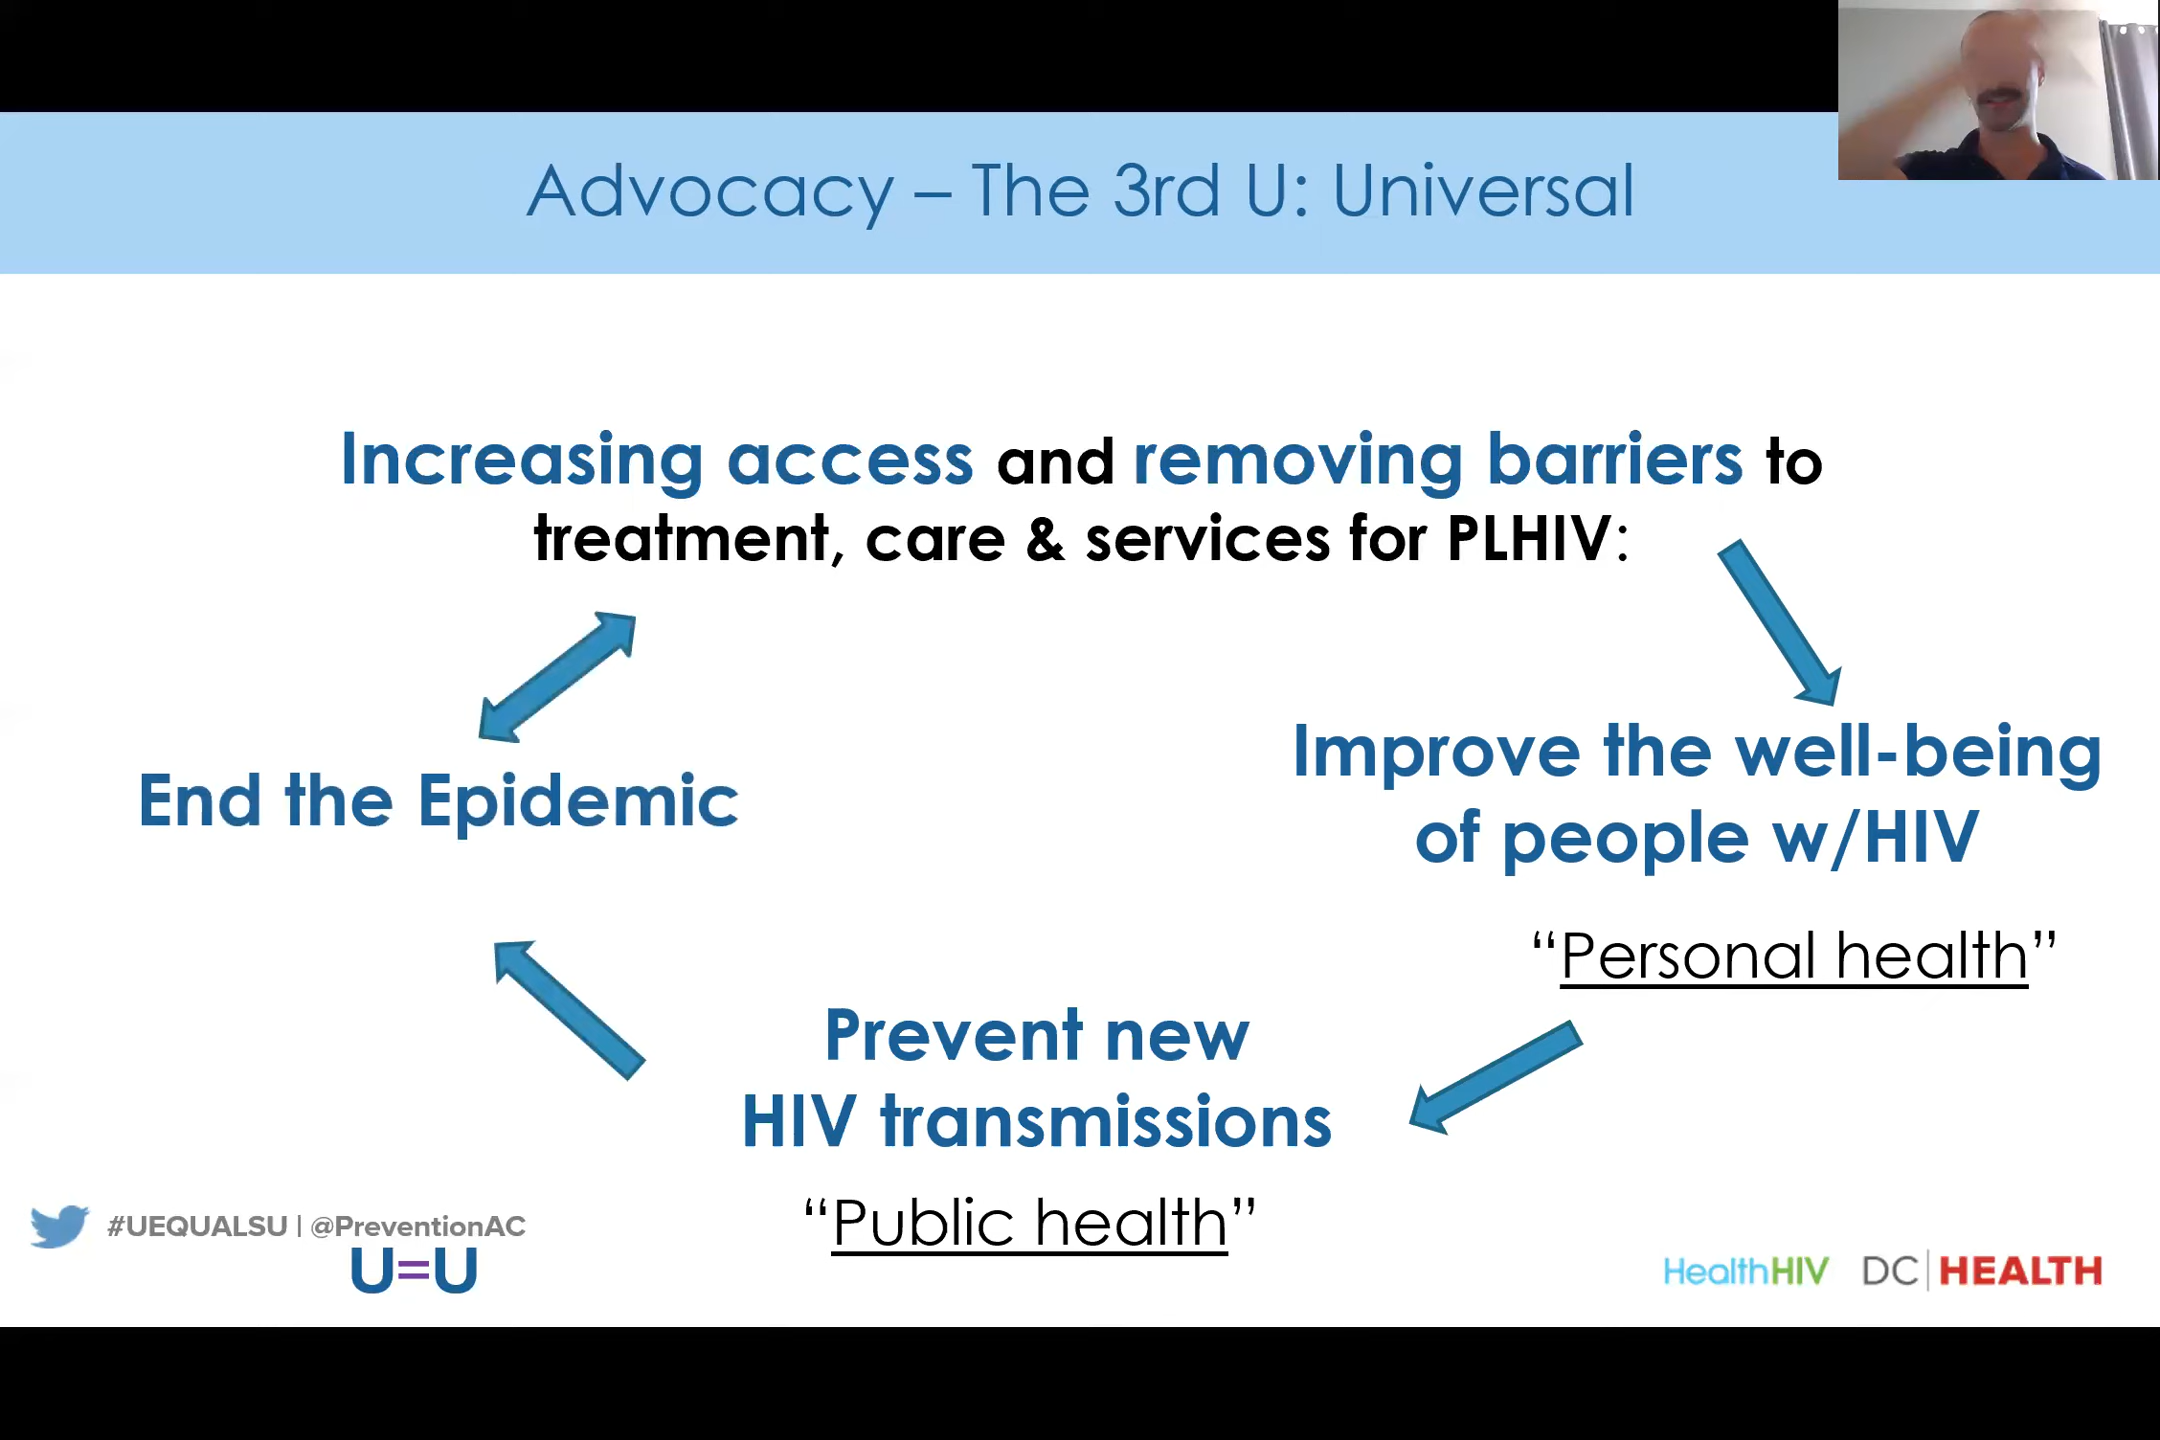 Advocacy – The 3rd U: Universal
Increasing access and removing barriers to
treatment, care & services for PLHIV:
Improve the well-being
of people w/HIV
“Personal health”
End the Epidemic
Prevent new
HIV transmissions
“Public health”
#UEQUALSU | @PreventionAC
U=U
HealthHIV
DC | HEALTH